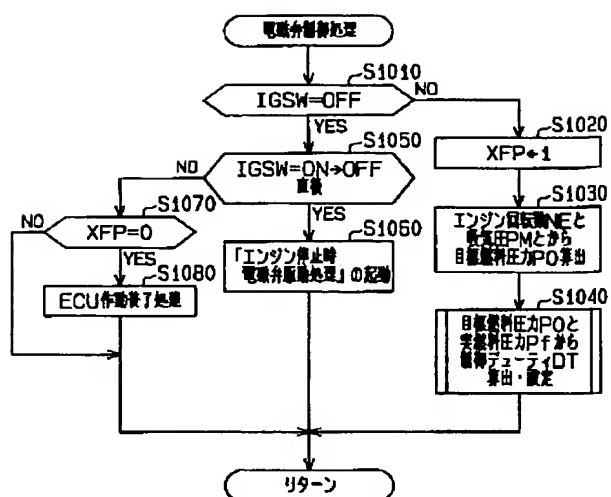 電磁弁制御処理
S1010
IGSW=OFF
NO
YES
S1020
XFP←1
S1050
IGSW=ON→OFF
直後
NO
YES
S1030
エンジン回転数NEと
吸気圧PMとから
目標燃料圧力P0算出
S1070
XFP=0
NO
YES
S1060
「エンジン停止時
電磁弁駆動処理」の起動
S1080
ECU作動終了処理
S1040
目標燃料圧力P0と
実燃料圧力Pfから
制御デューティDT
算出・設定
リターン